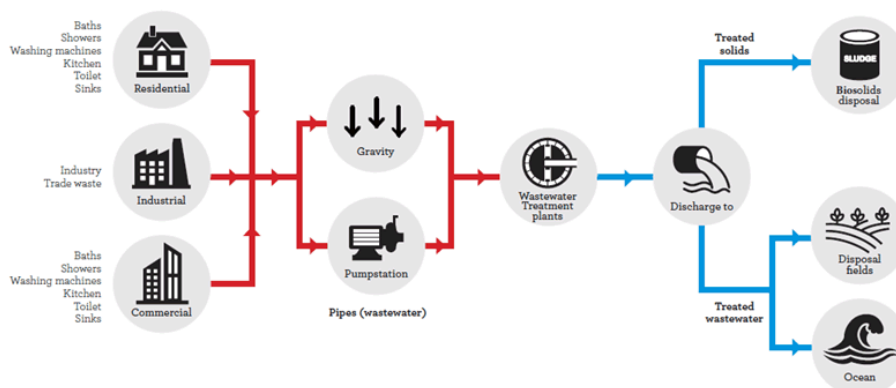 Baths
Showers
Washing machines
Kitchen
Toilet
Sinks
Residential
Industry
Trade waste
Industrial
Baths
Showers
Washing machines
Kitchen
Toilet
Sinks
Commercial
Gravity
Pumpstation
Pipes (wastewater)
Wastewater
Treatment
plants
Discharge to
Treated
solids
SLUDGE
Biosolids
disposal
Treated
wastewater
Disposal
fields
Ocean